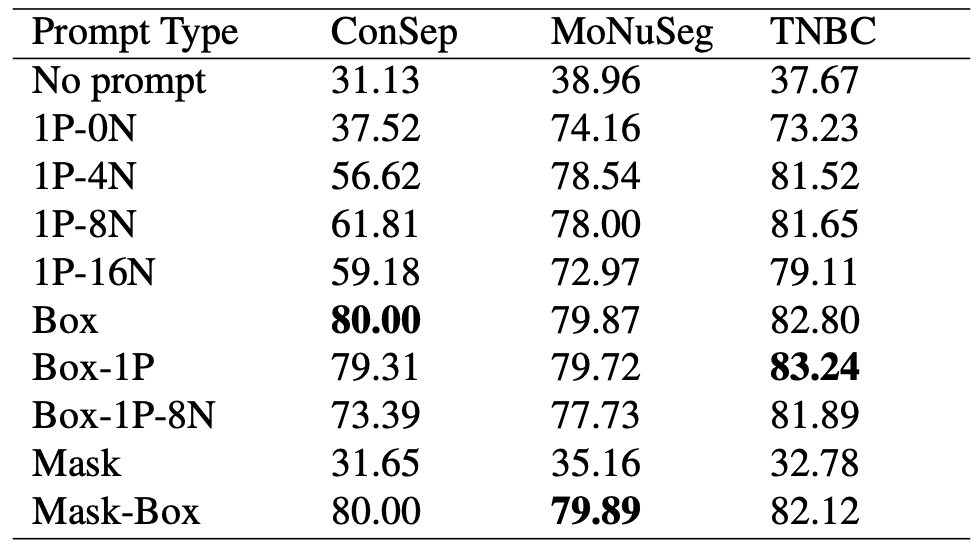 Prompt Type ConSep MoNuSeg TNBC
No prompt 31.13 38.96 37.67
1P-0N 37.52 74.16 73.23
1P-4N 56.62 78.54 81.52
1P-8N 61.81 78.00 81.65
1P-16N 59.18 72.97 79.11
Box 80.00 79.87 82.80
Box-1P 79.31 79.72 83.24
Box-1P-8N 73.39 77.73 81.89
Mask 31.65 35.16 32.78
Mask-Box 80.00 79.89 82.12